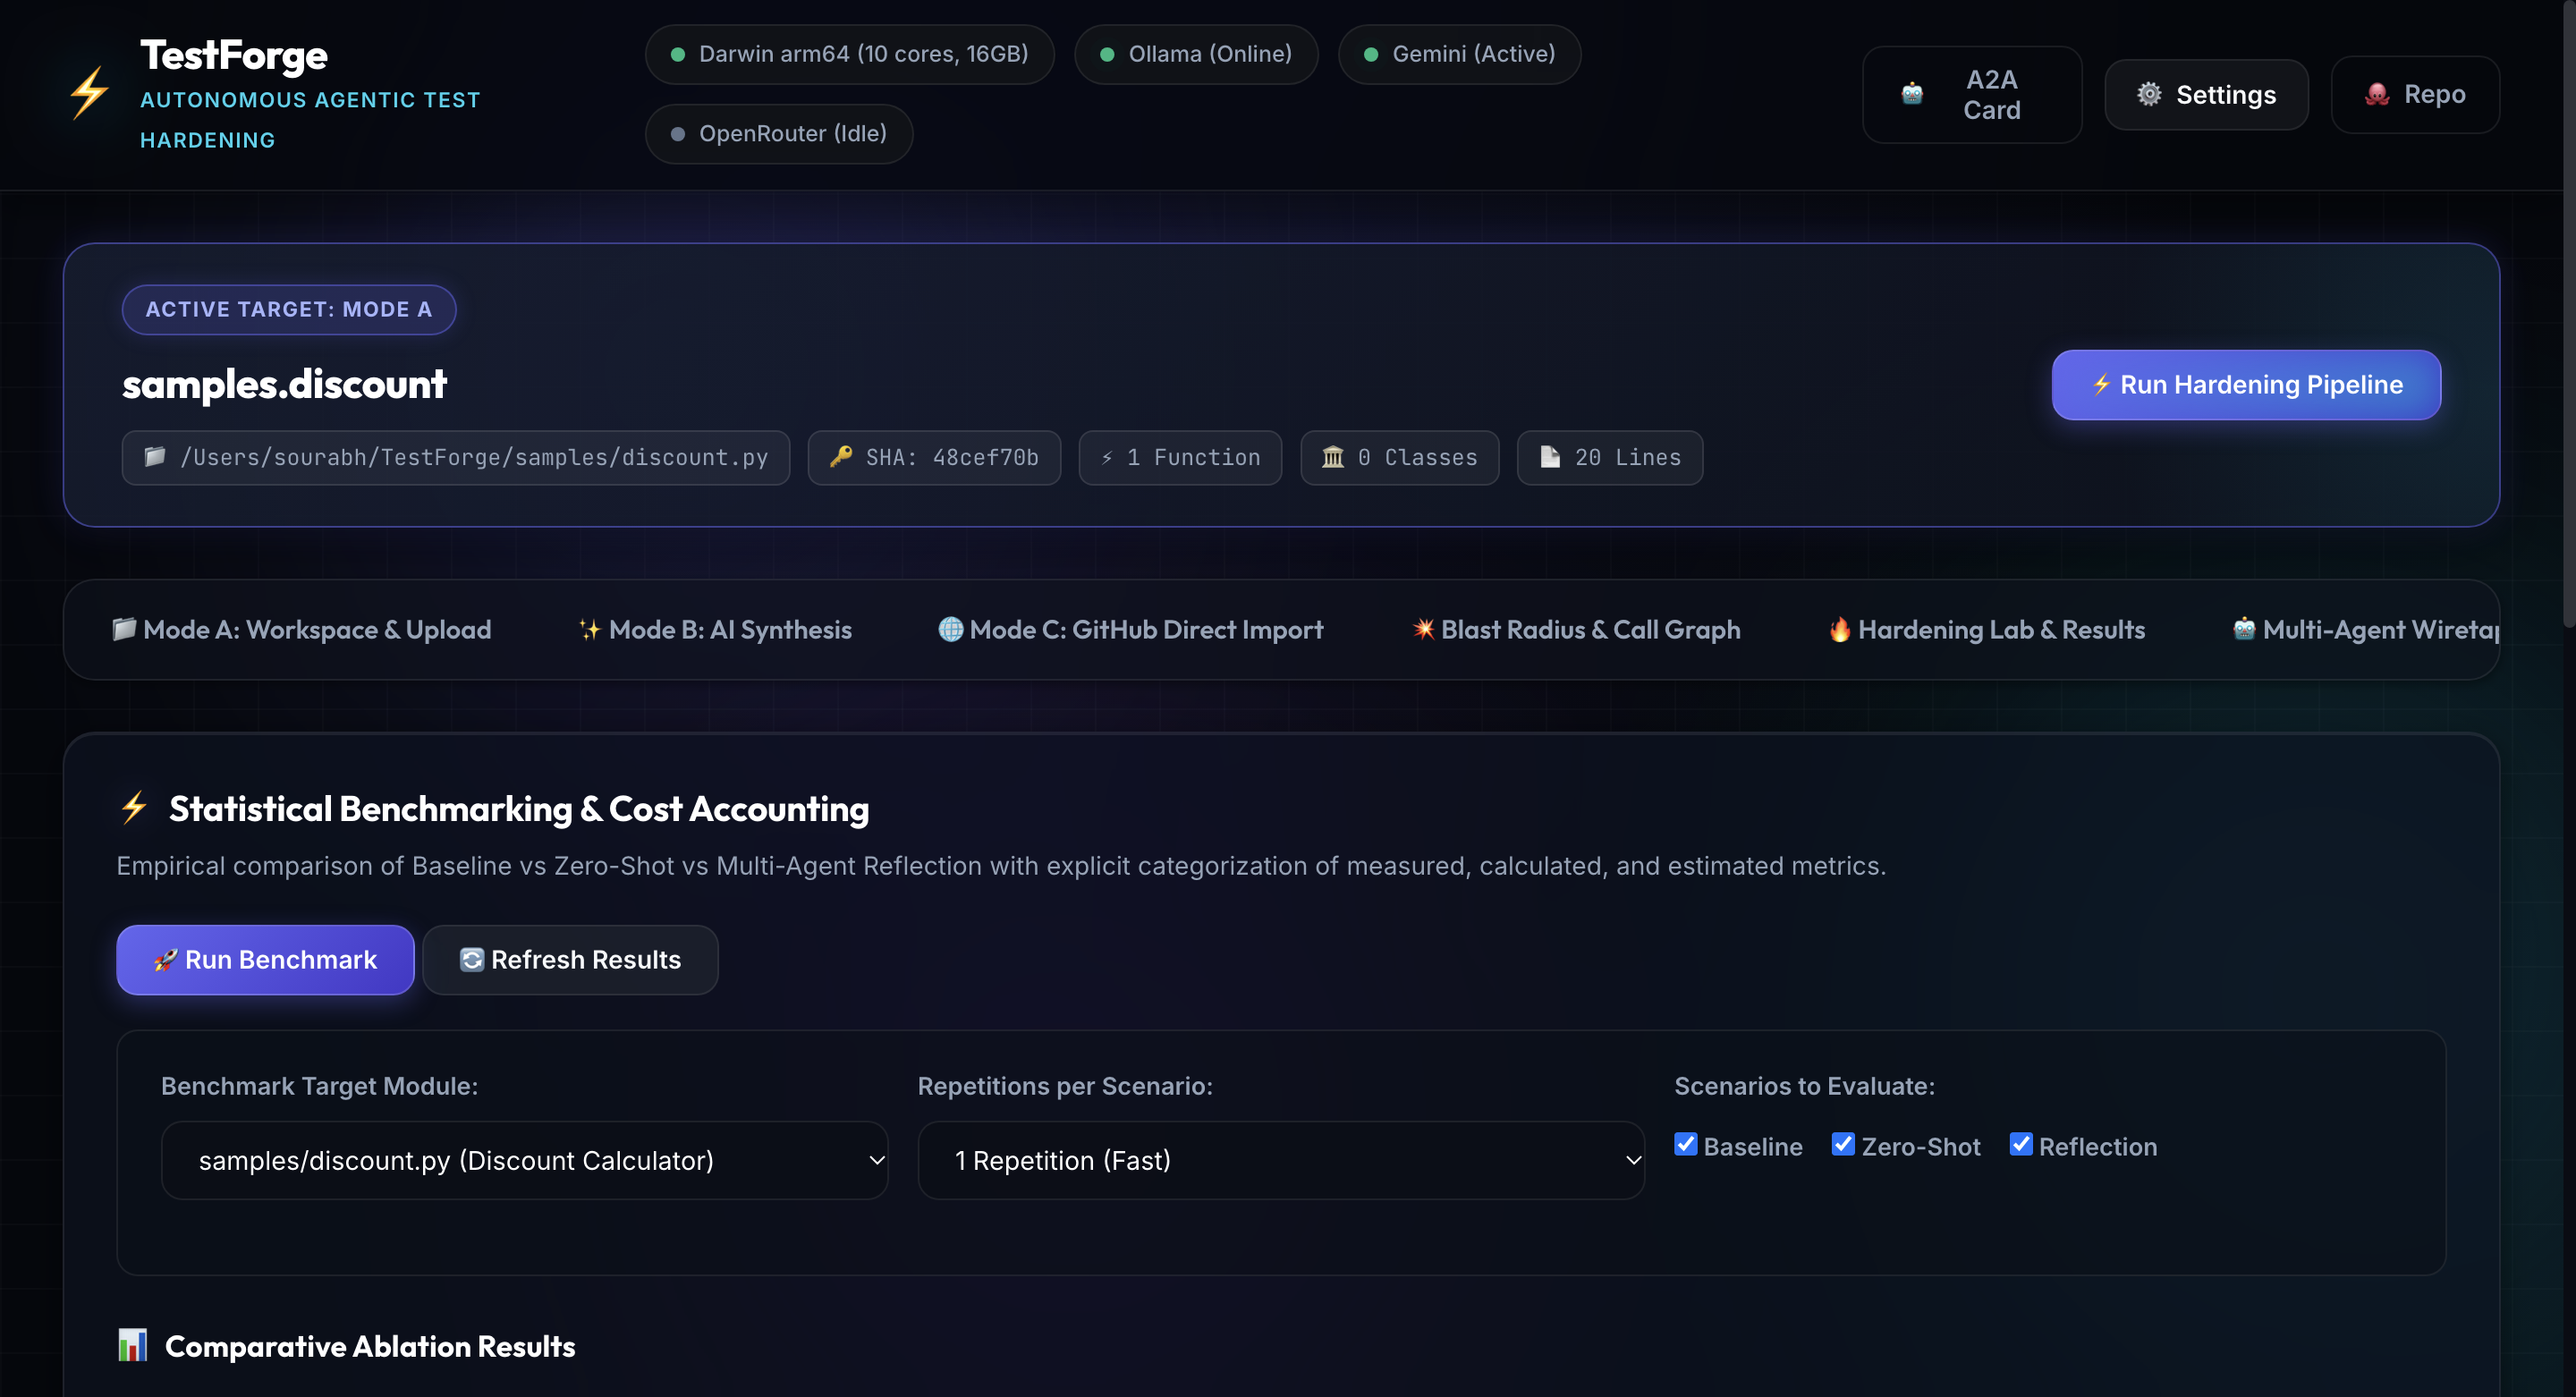 TestForge
AUTONOMOUS AGENTIC TEST
HARDENING
Darwin arm64 (10 cores, 16GB)
Ollama (Online)
Gemini (Active)
OpenRouter (Idle)
A2A
Card
Settings
Repo
ACTIVE TARGET: MODE A
samples.discount
/Users/sourabh/TestForge/samples/discount.py
SHA: 48cef70b
1 Function
0 Classes
20 Lines
Run Hardening Pipeline
Mode A: Workspace & Upload
Mode B: AI Synthesis
Mode C: GitHub Direct Import
Blast Radius & Call Graph
Hardening Lab & Results
Multi-Agent Wiretap
Statistical Benchmarking & Cost Accounting
Empirical comparison of Baseline vs Zero-Shot vs Multi-Agent Reflection with explicit categorization of measured, calculated, and estimated metrics.
Run Benchmark
Refresh Results
Benchmark Target Module:
samples/discount.py (Discount Calculator)
Repetitions per Scenario:
1 Repetition (Fast)
Scenarios to Evaluate:
Baseline
Zero-Shot
Reflection
Comparative Ablation Results